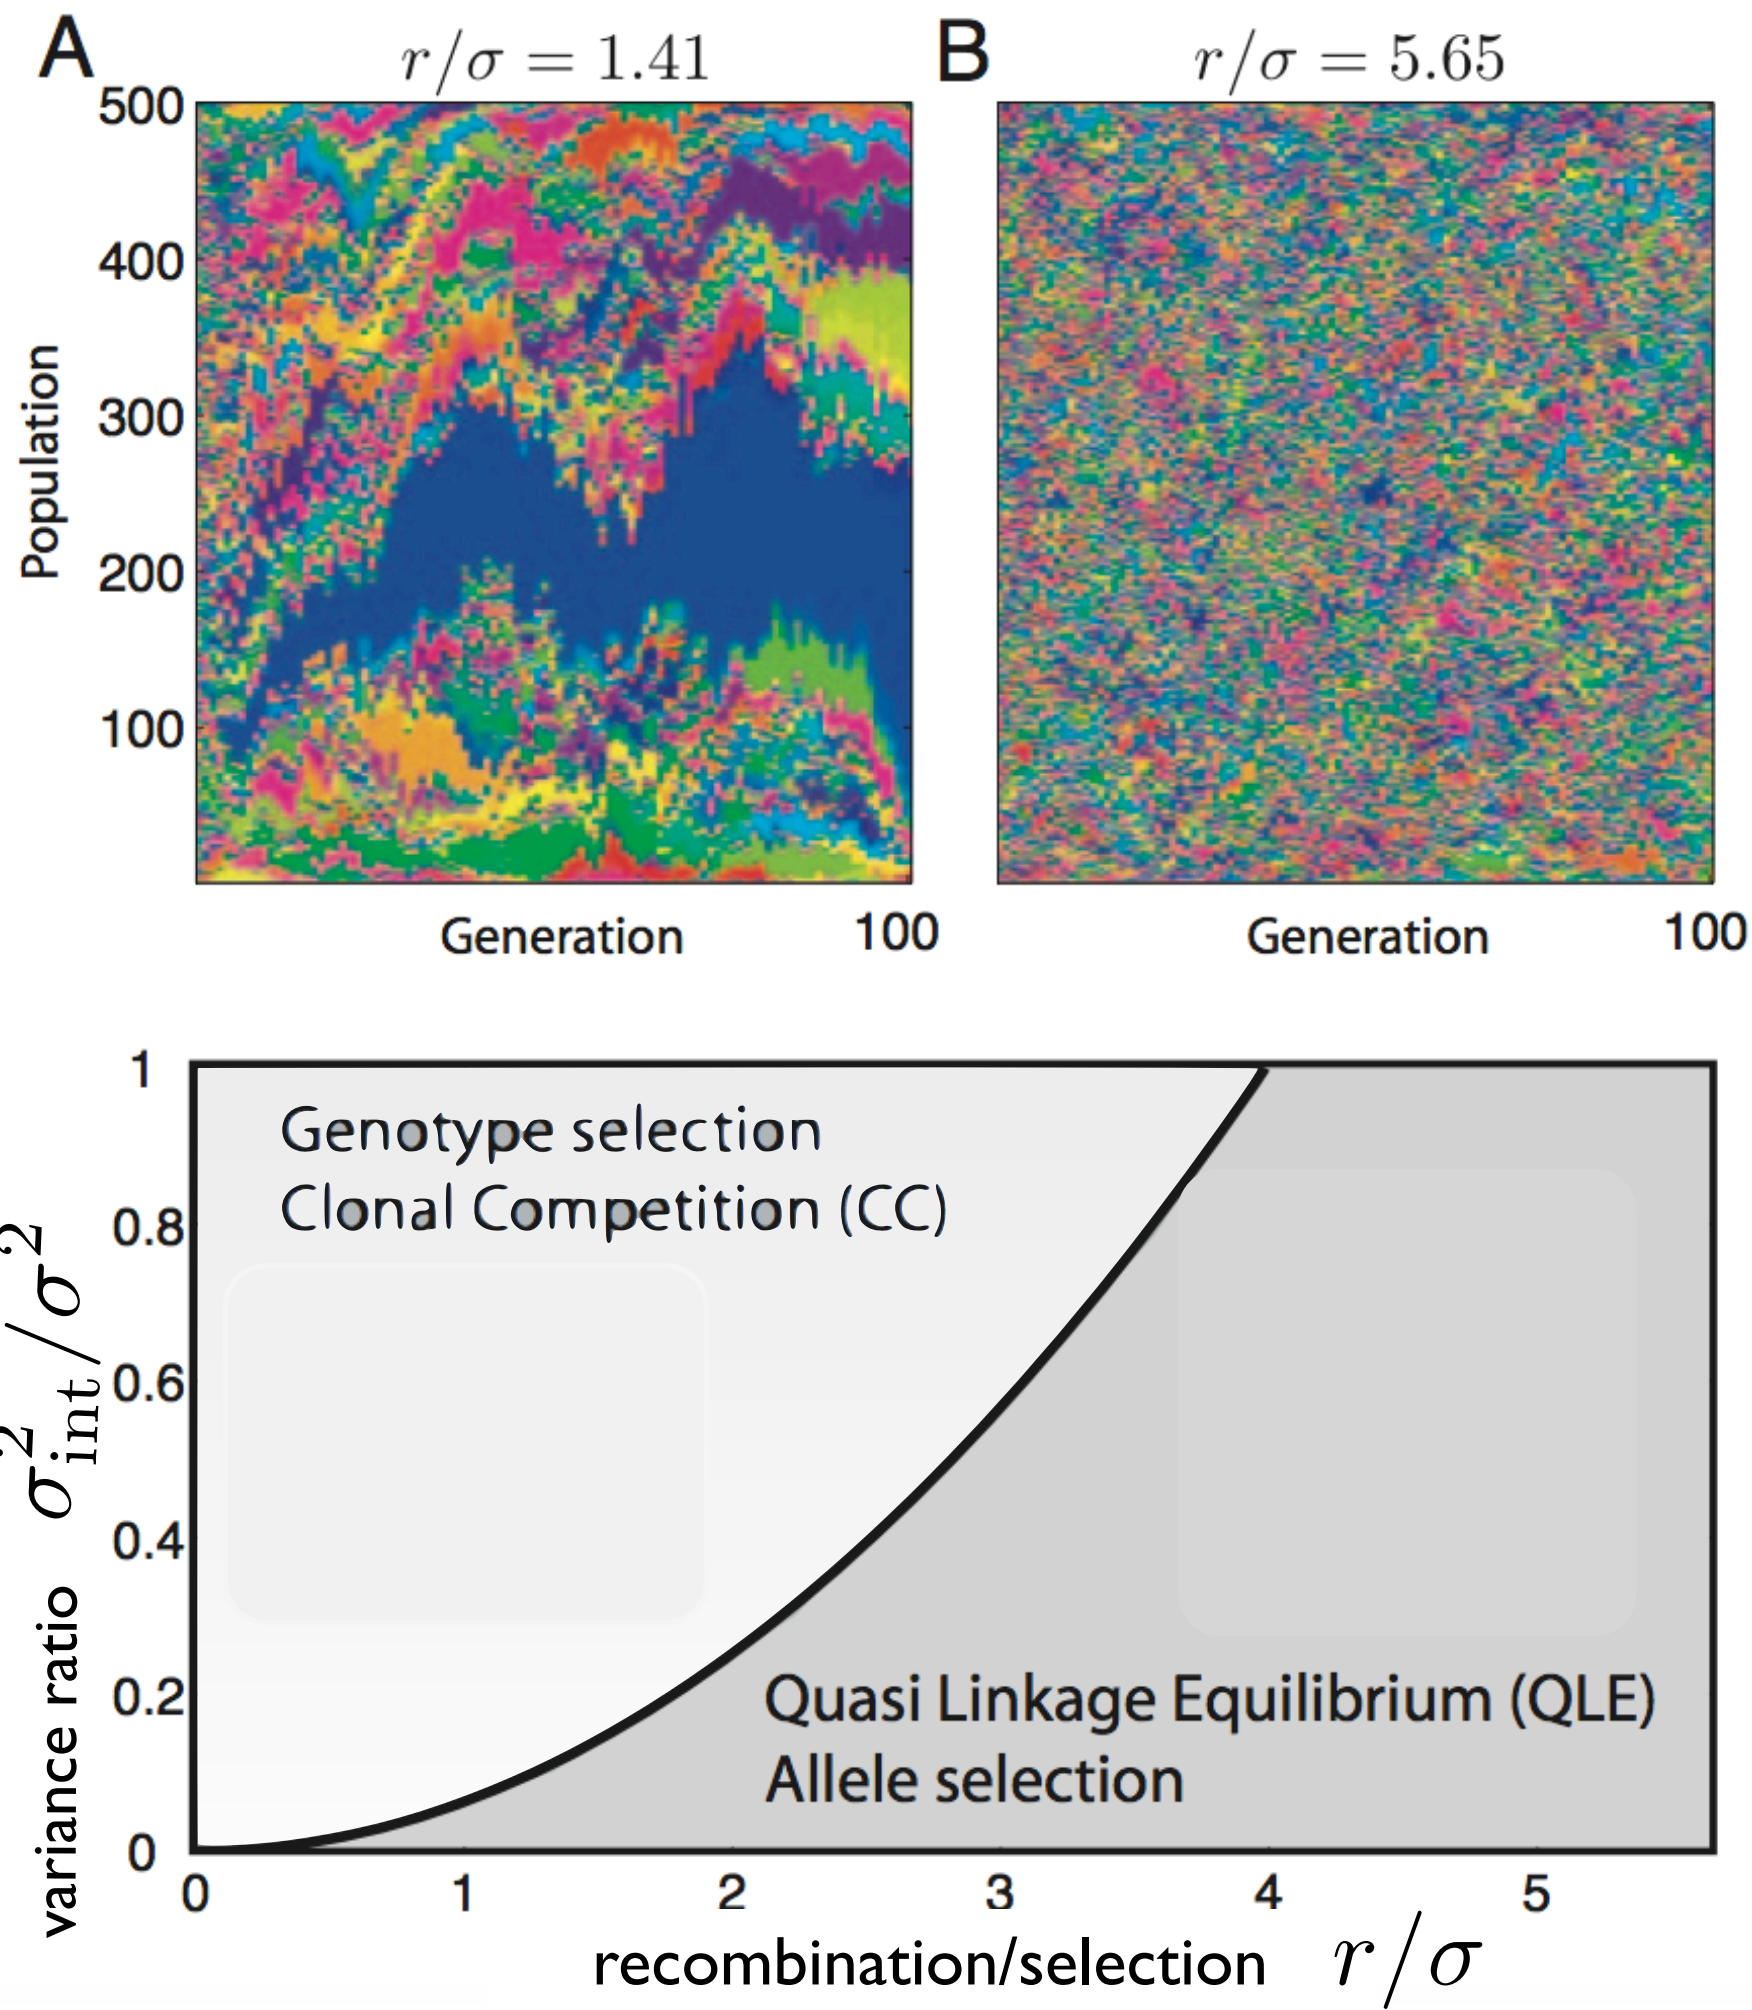 A
r/σ = 1.41
B
r/σ = 5.65
500
400
300
200
100
Population
Generation
100
Generation
100
1
0.8
0.6
0.4
0.2
0
variance ratio σ²int/σ²
Genotype selection
Clonal Competition (CC)
Quasi Linkage Equilibrium (QLE)
Allele selection
0 1 2 3 4 5
recombination/selection r/σ